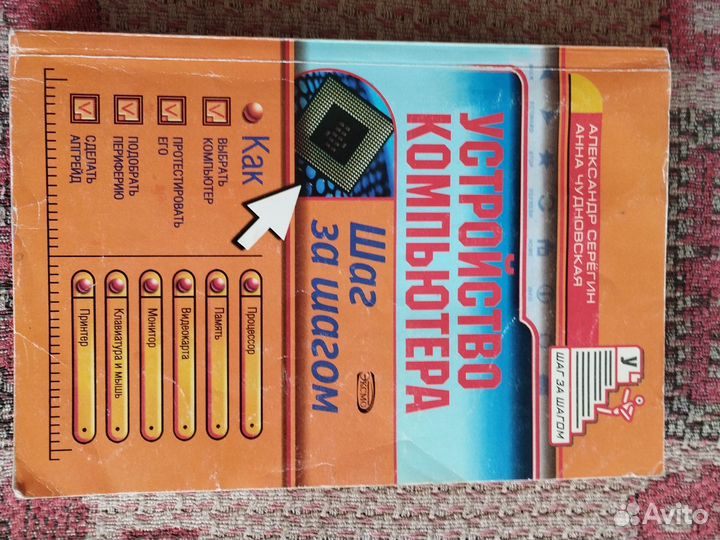 АЛЕКСАНДР СЕРЁГИН
АННА ЧУДНОВСКАЯ
ШАГ ЗА ШАГОМ
УСТРОЙСТВО
КОМПЬЮТЕРА
Шаг
за шагом
ЭКСМО
Как
ВЫБРАТЬ
КОМПЬЮТЕР
ПРОТЕСТИРОВАТЬ
ЕГО
ПОДОБРАТЬ
ПЕРИФЕРИЮ
СДЕЛАТЬ
АПГРЕЙД
Процессор
Память
Видеокарта
Монитор
Клавиатура и мышь
Принтер
Avito